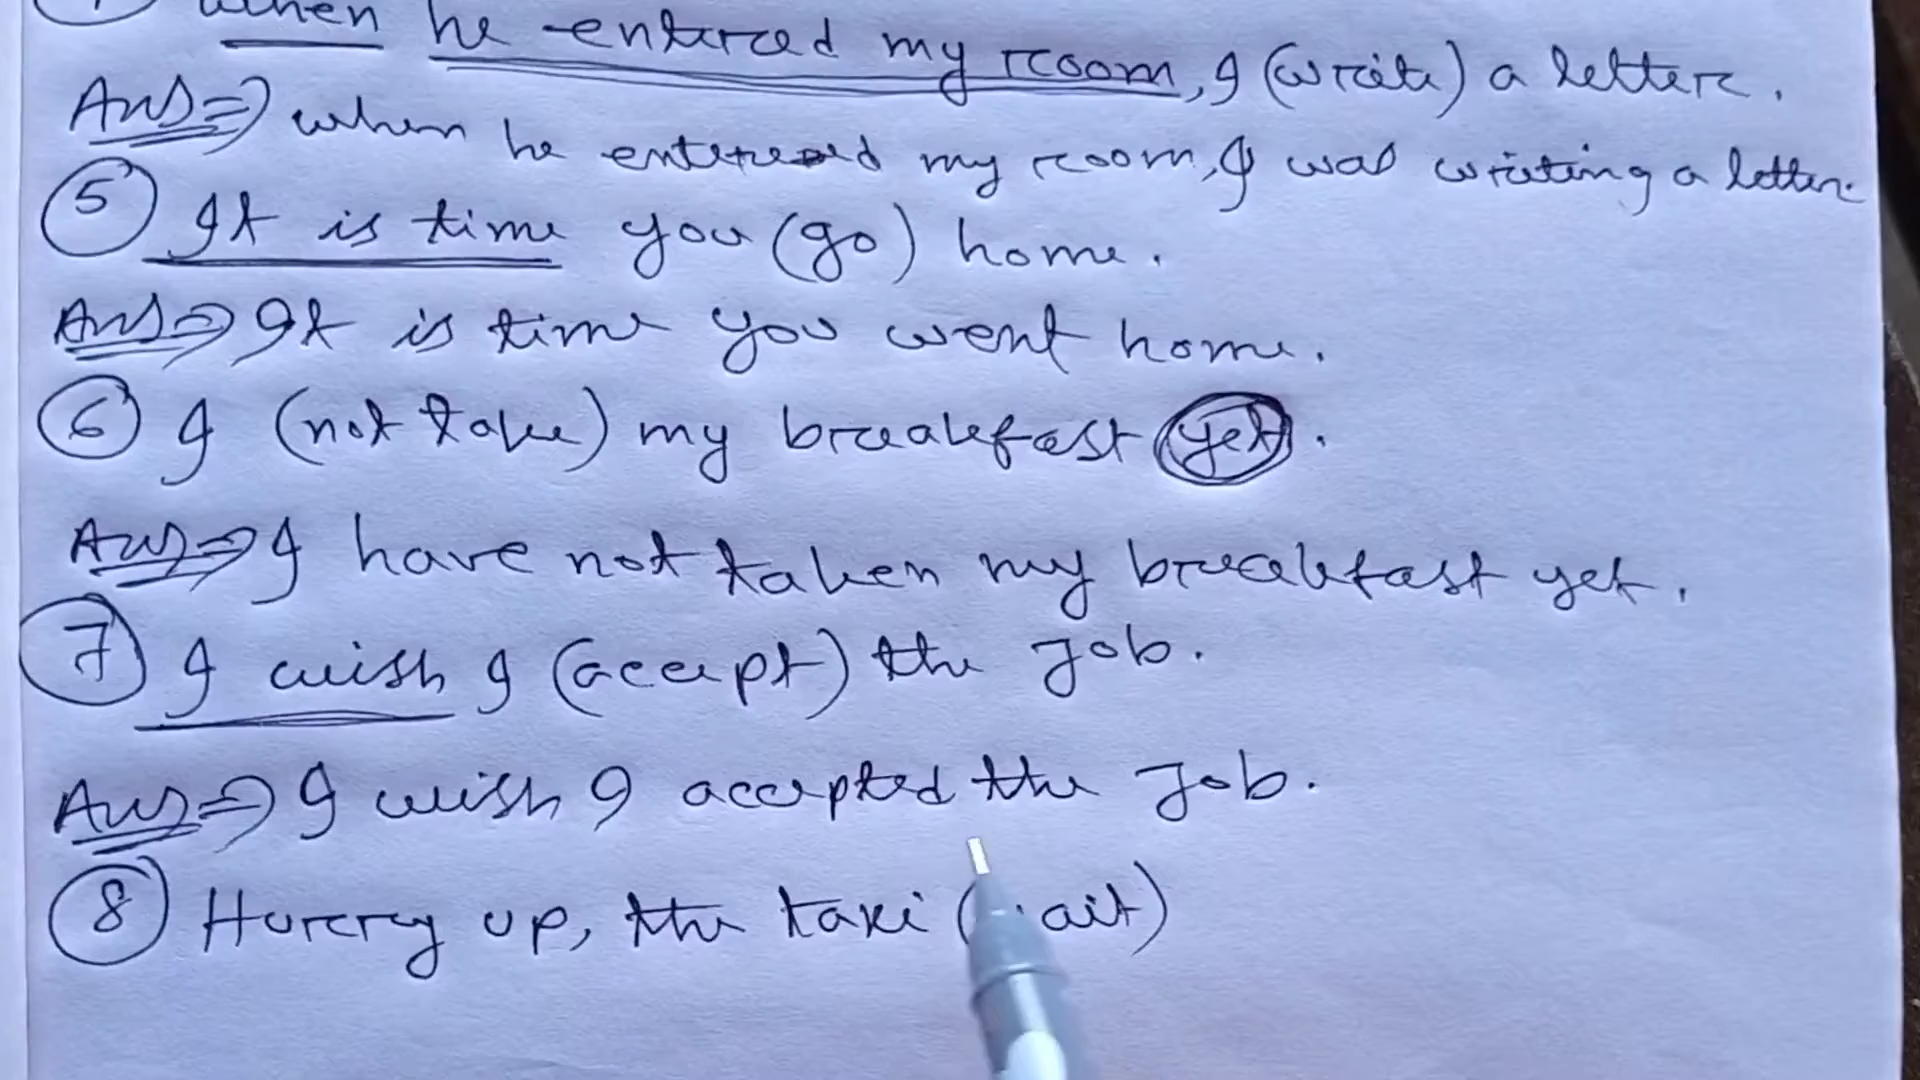 When he entered my room, I (write) a letter.
Ans⇒ when he entered my room, I was writing a letter.
5 It is time you (go) home.
Ans⇒ It is time you went home.
6 I (not take) my breakfast yet.
Ans⇒ I have not taken my breakfast yet.
7 I wish I (accept) the job.
Ans⇒ I wish I accepted the job.
8 Hurry up, the taxi ( ait)